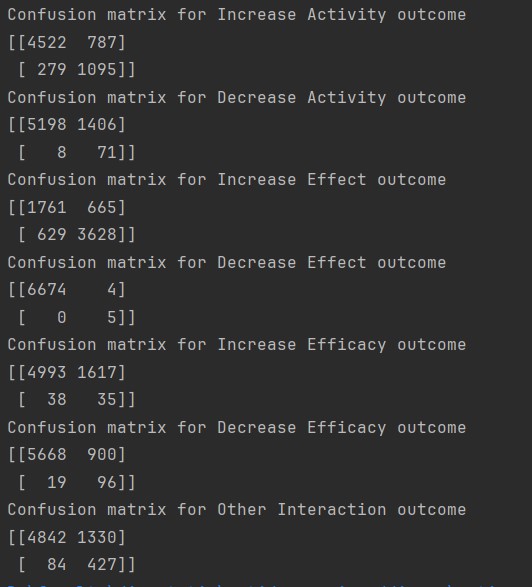 Confusion matrix for Increase Activity outcome
[[4522  787]
 [ 279 1095]]
Confusion matrix for Decrease Activity outcome
[[5198 1406]
 [   8   71]]
Confusion matrix for Increase Effect outcome
[[1761  665]
 [ 629 3628]]
Confusion matrix for Decrease Effect outcome
[[6674    4]
 [   0    5]]
Confusion matrix for Increase Efficacy outcome
[[4993 1617]
 [  38   35]]
Confusion matrix for Decrease Efficacy outcome
[[5668  900]
 [  19   96]]
Confusion matrix for Other Interaction outcome
[[4842 1330]
 [  84  427]]